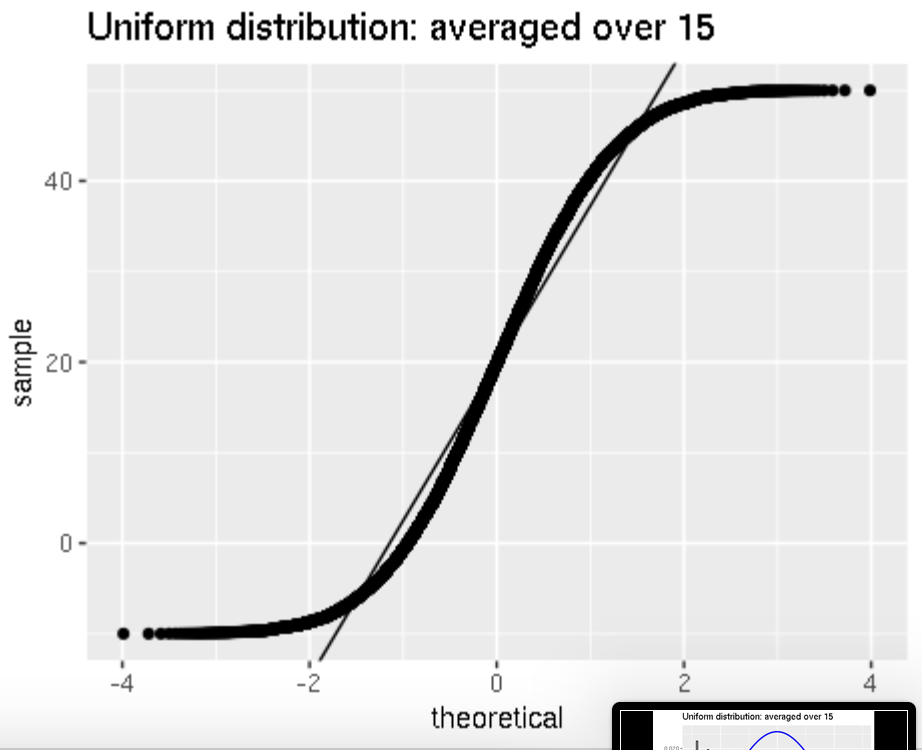 Uniform distribution: averaged over 15
40
20
0
sample
-4 -2 0 2 4
theoretical
Uniform distribution: averaged over 15